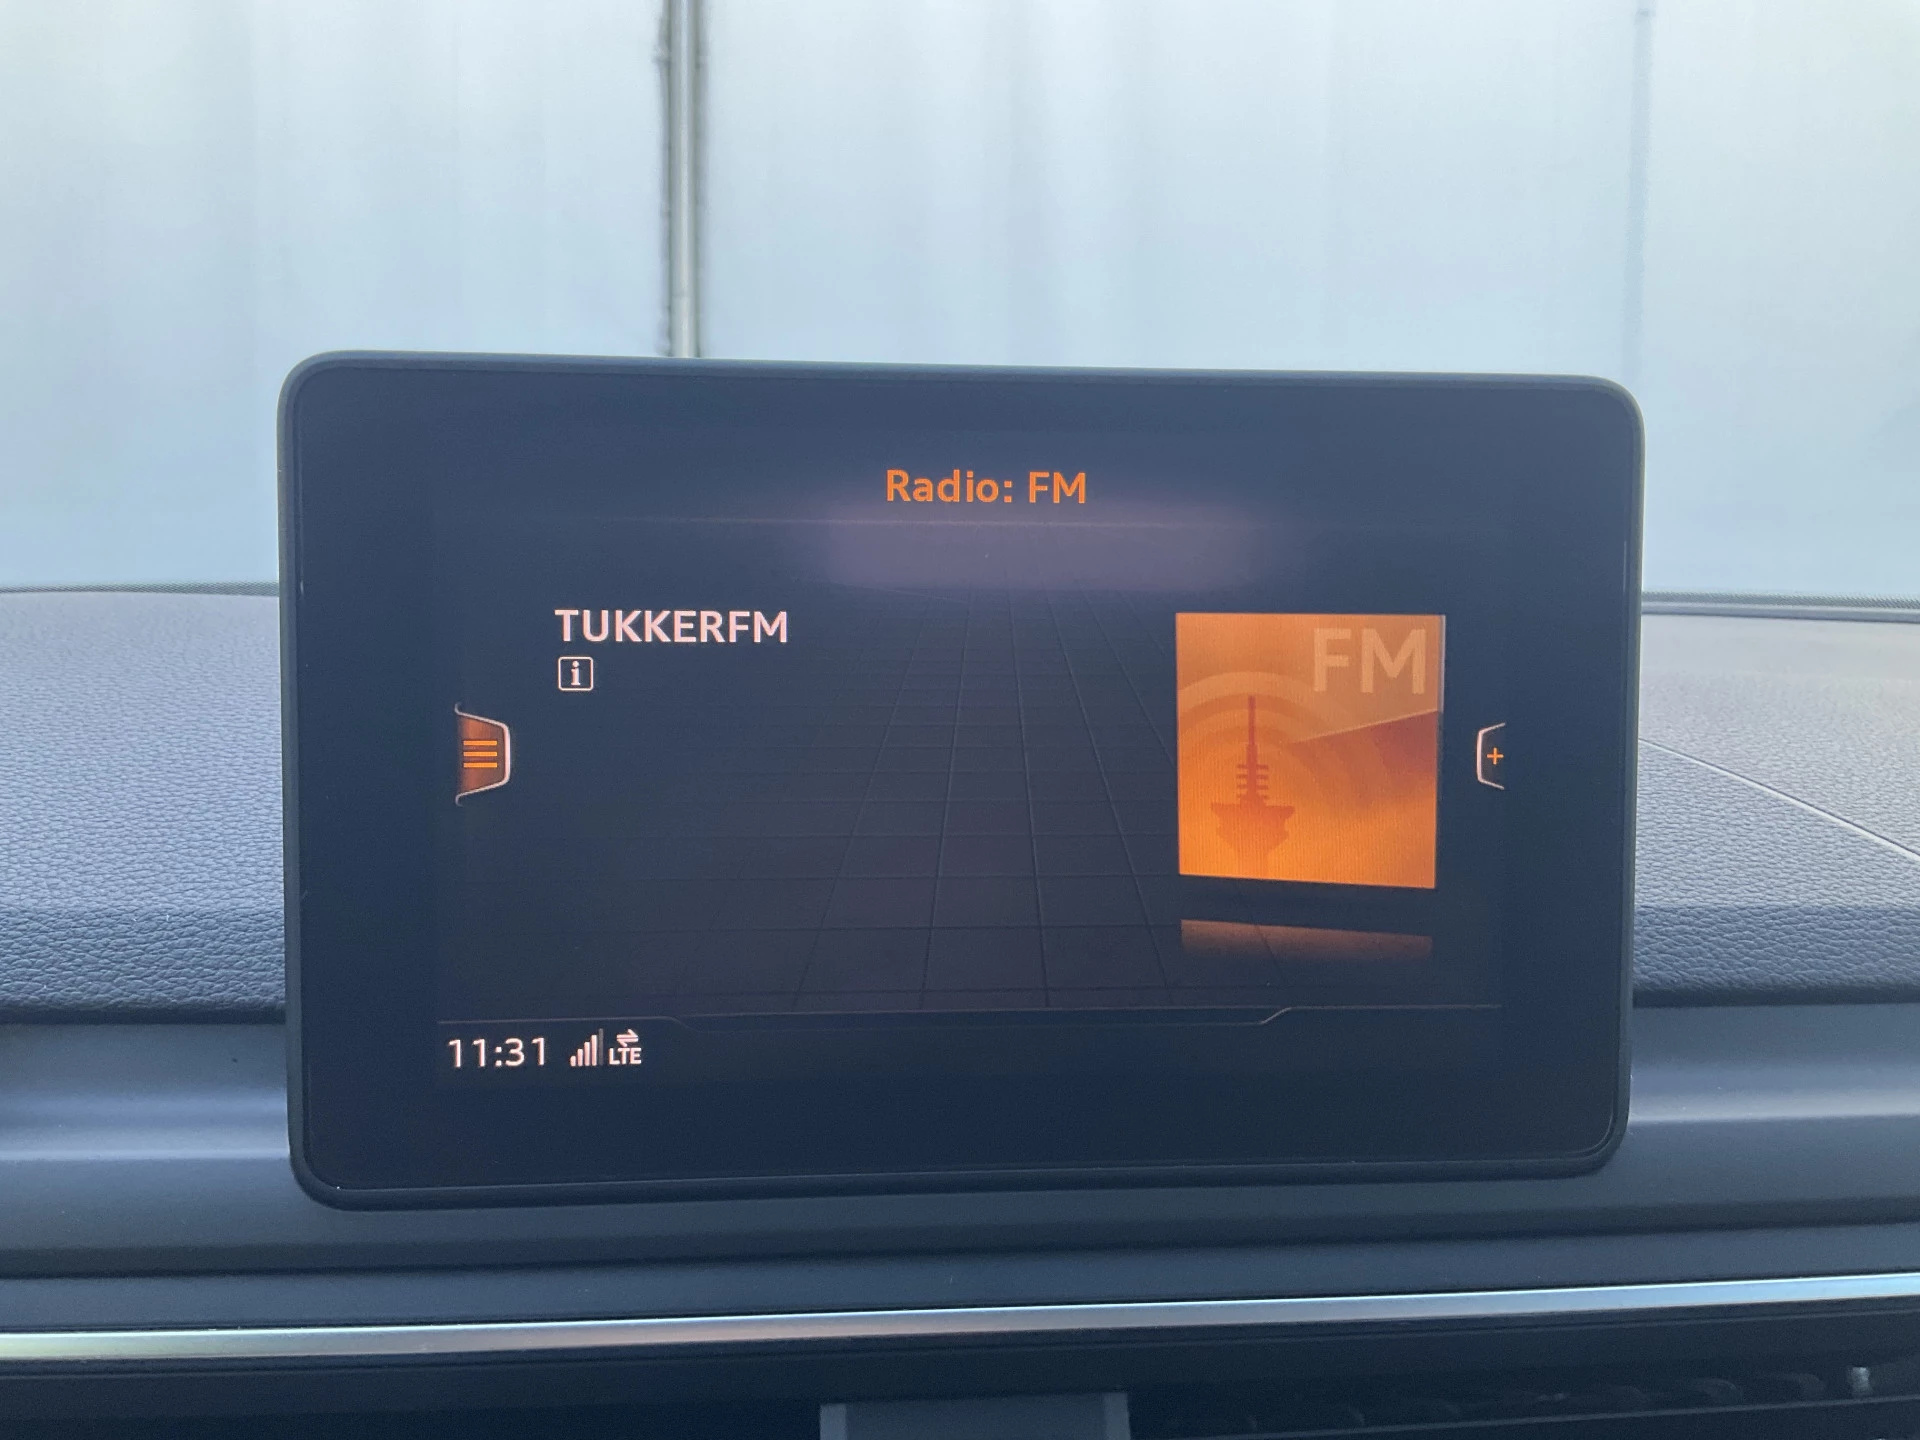 Radio: FM
TUKKERFM
i
FM
11:31 LTE